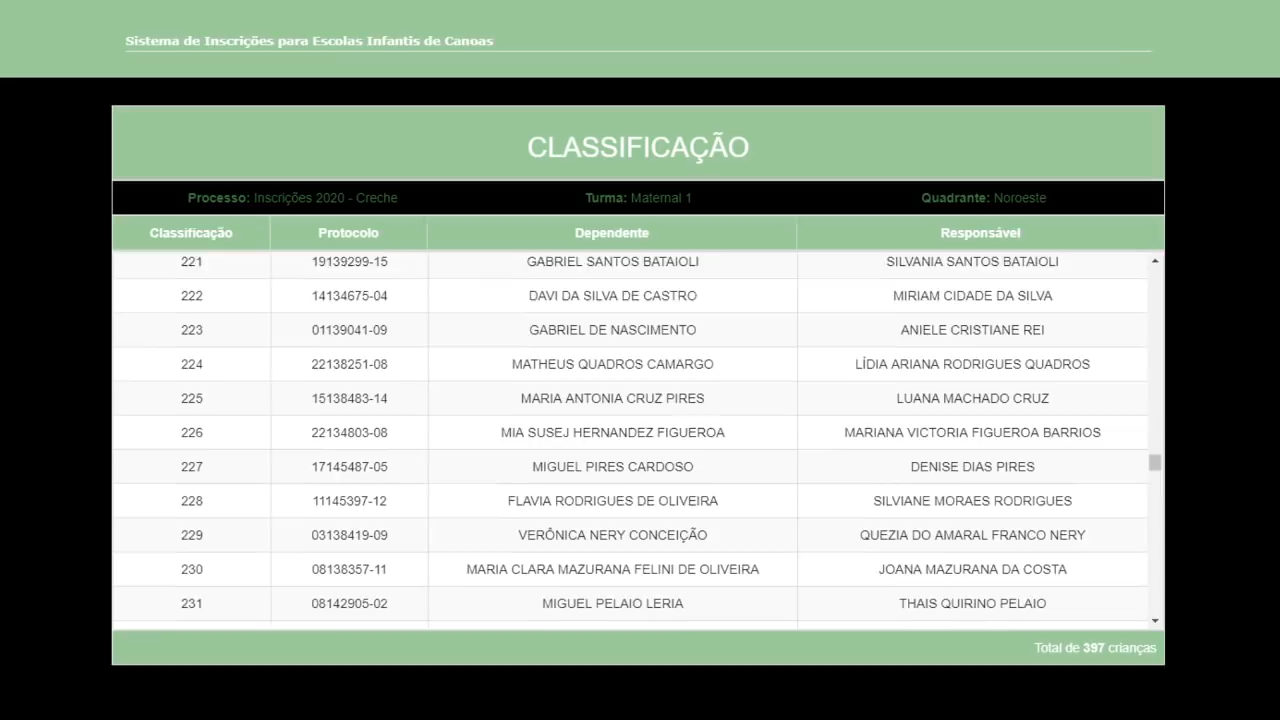 Sistema de Inscrições para Escolas Infantis de Canoas
CLASSIFICAÇÃO
Processo: Inscrições 2020 - Creche Turma: Maternal 1 Quadrante: Noroeste
Classificação Protocolo Dependente Responsável
221 19139299-15 GABRIEL SANTOS BATAIOLI SILVANIA SANTOS BATAIOLI
222 14134675-04 DAVI DA SILVA DE CASTRO MIRIAM CIDADE DA SILVA
223 01139041-09 GABRIEL DE NASCIMENTO ANIELE CRISTIANE REI
224 22138251-08 MATHEUS QUADROS CAMARGO LÍDIA ARIANA RODRIGUES QUADROS
225 15138483-14 MARIA ANTONIA CRUZ PIRES LUANA MACHADO CRUZ
226 22134803-08 MIA SUSEJ HERNANDEZ FIGUEROA MARIANA VICTORIA FIGUEROA BARRIOS
227 17145487-05 MIGUEL PIRES CARDOSO DENISE DIAS PIRES
228 11145397-12 FLAVIA RODRIGUES DE OLIVEIRA SILVIANE MORAES RODRIGUES
229 03138419-09 VERÔNICA NERY CONCEIÇÃO QUEZIA DO AMARAL FRANCO NERY
230 08138357-11 MARIA CLARA MAZURANA FELINI DE OLIVEIRA JOANA MAZURANA DA COSTA
231 08142905-02 MIGUEL PELAIO LERIA THAIS QUIRINO PELAIO
Total de 397 crianças